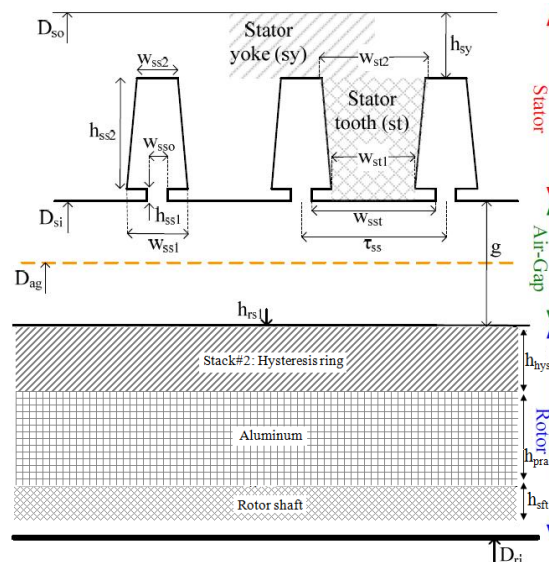 Dso
Stator
yoke (sy)
hsy
wss2
wst2
Stator
tooth (st)
hss2
wsso
wst1
Stator
Dsi
hss1
wsst
wss1
τss
g
Air-Gap
Dag
hrs1
Stack#2: Hysteresis ring
hhys
Aluminum
Rotor
hpra
Rotor shaft
hsft
Dri